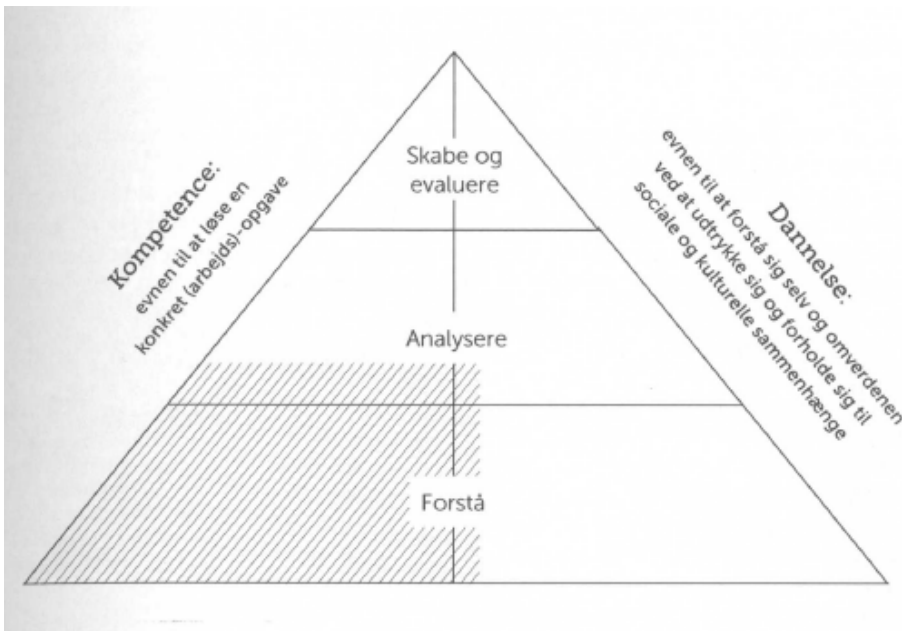 Kompetence:
evnen til at løse en
konkret (arbejds)-opgave
Skabe og
evaluere
Analysere
Forstå
Dannelse:
evnen til at forstå sig selv og omverdenen
ved at udtrykke sig og forholde sig til
sociale og kulturelle sammenhænge